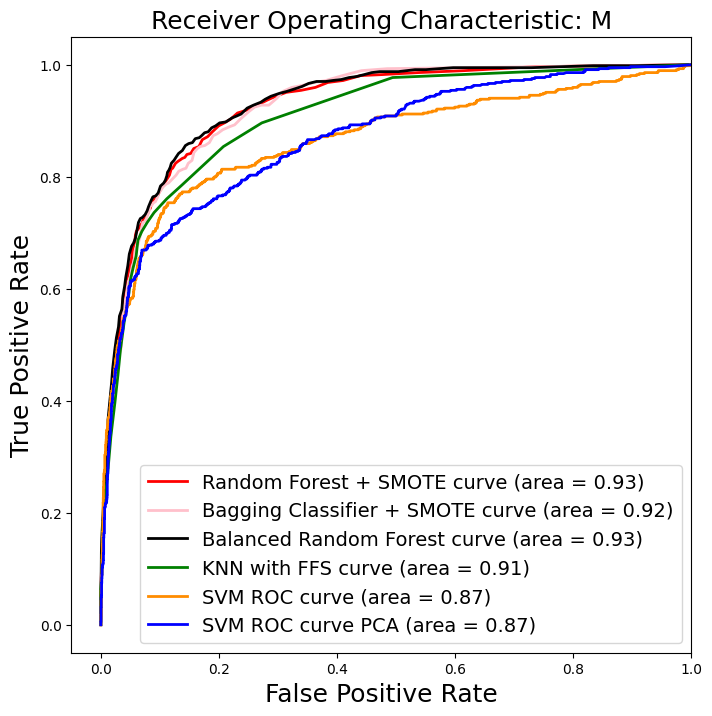 Receiver Operating Characteristic: M
True Positive Rate
1.0
0.8
0.6
0.4
0.2
0.0
Random Forest + SMOTE curve (area = 0.93)
Bagging Classifier + SMOTE curve (area = 0.92)
Balanced Random Forest curve (area = 0.93)
KNN with FFS curve (area = 0.91)
SVM ROC curve (area = 0.87)
SVM ROC curve PCA (area = 0.87)
0.0 0.2 0.4 0.6 0.8 1.0
False Positive Rate